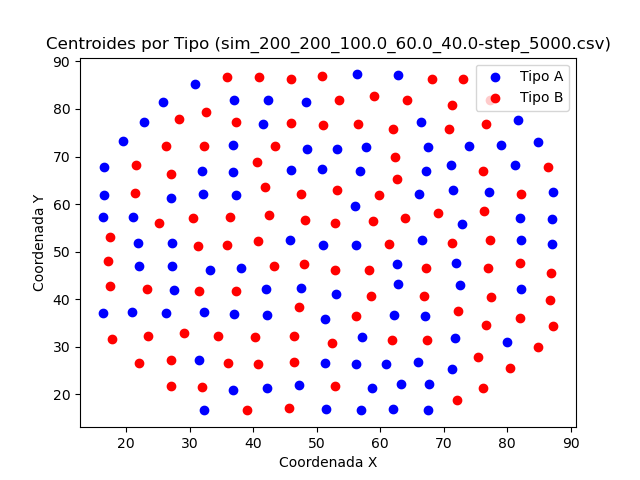 Centroides por Tipo (sim_200_200_100.0_60.0_40.0-step_5000.csv)
Tipo A
Tipo B
90
80
70
60
50
40
30
20
Coordenada Y
20 30 40 50 60 70 80 90
Coordenada X